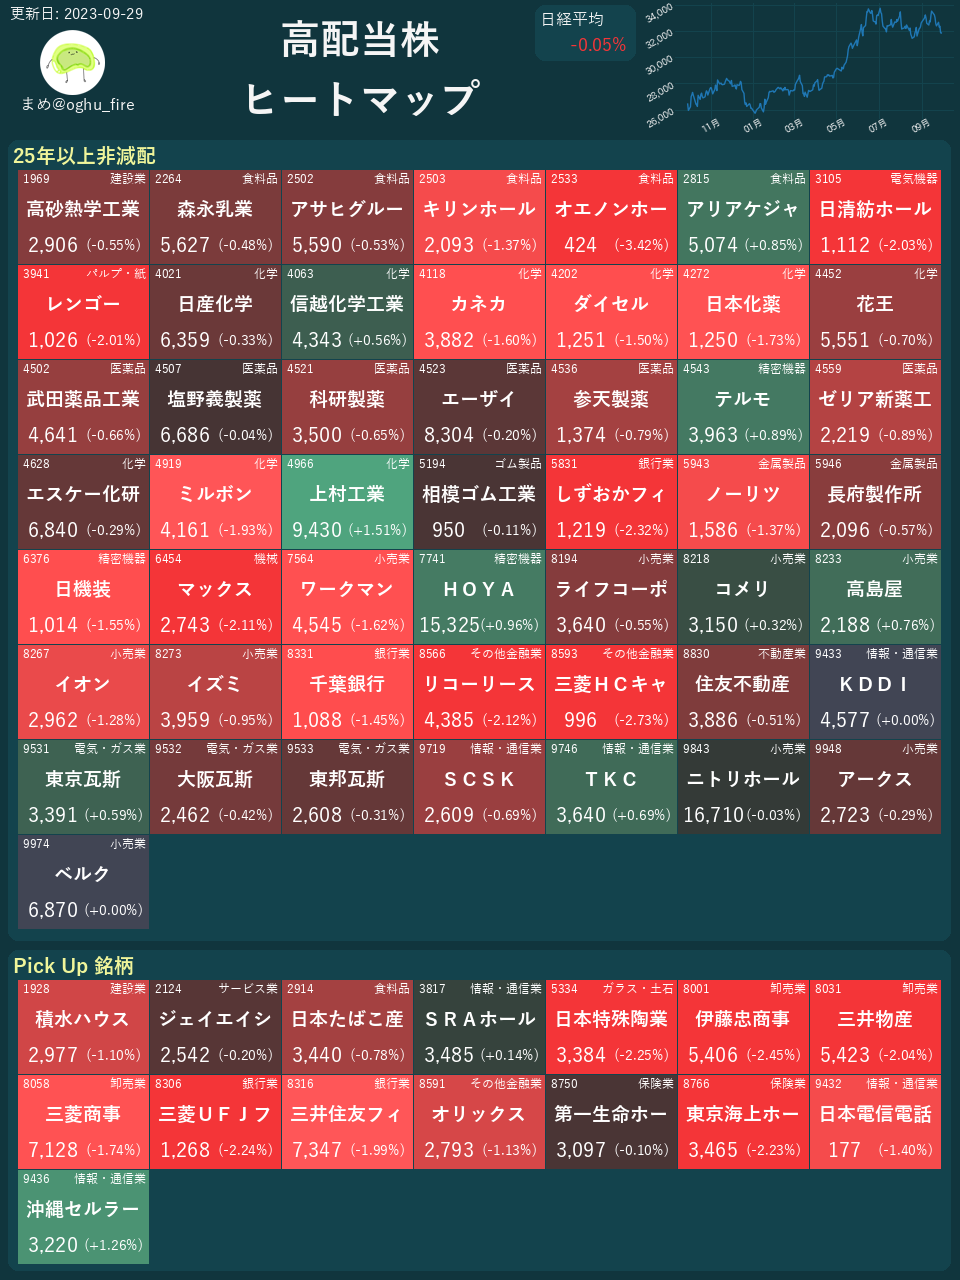 更新日: 2023-09-29
まめ@oghu_fire
高配当株
ヒートマップ
日経平均
-0.05%
34,000
32,000
30,000
28,000
26,000
11月 01月 03月 05月 07月 09月
25年以上非減配
1969 建設業 2264 食料品 2502 食料品 2503 食料品 2533 食料品 2815 食料品 3105 電気機器
高砂熱学工業 森永乳業 アサヒグルー キリンホール オエノンホー アリアケジャ 日清紡ホール
2,906 (-0.55%) 5,627 (-0.48%) 5,590 (-0.53%) 2,093 (-1.37%) 424 (-3.42%) 5,074 (+0.85%) 1,112 (-2.03%)
3941 パルプ・紙 4021 化学 4063 化学 4118 化学 4202 化学 4272 化学 4452 化学
レンゴー 日産化学 信越化学工業 カネカ ダイセル 日本化薬 花王
1,026 (-2.01%) 6,359 (-0.33%) 4,343 (+0.56%) 3,882 (-1.60%) 1,251 (-1.50%) 1,250 (-1.73%) 5,551 (-0.70%)
4502 医薬品 4507 医薬品 4521 医薬品 4523 医薬品 4536 医薬品 4543 精密機器 4559 医薬品
武田薬品工業 塩野義製薬 科研製薬 エーザイ 参天製薬 テルモ ゼリア新薬工
4,641 (-0.66%) 6,686 (-0.04%) 3,500 (-0.65%) 8,304 (-0.20%) 1,374 (-0.79%) 3,963 (+0.89%) 2,219 (-0.89%)
4628 化学 4919 化学 4966 化学 5194 ゴム製品 5831 銀行業 5943 金属製品 5946 金属製品
エスケー化研 ミルボン 上村工業 相模ゴム工業 しずおかフィ ノーリツ 長府製作所
6,840 (-0.29%) 4,161 (-1.93%) 9,430 (+1.51%) 950 (-0.11%) 1,219 (-2.32%) 1,586 (-1.37%) 2,096 (-0.57%)
6376 精密機器 6454 機械 7564 小売業 7741 精密機器 8194 小売業 8218 小売業 8233 小売業
日機装 マックス ワークマン ＨＯＹＡ ライフコーポ コメリ 高島屋
1,014 (-1.55%) 2,743 (-2.11%) 4,545 (-1.62%) 15,325(+0.96%) 3,640 (-0.55%) 3,150 (+0.32%) 2,188 (+0.76%)
8267 小売業 8273 小売業 8331 銀行業 8566 その他金融業 8593 その他金融業 8830 不動産業 9433 情報・通信業
イオン イズミ 千葉銀行 リコーリース 三菱ＨＣキャ 住友不動産 ＫＤＤＩ
2,962 (-1.28%) 3,959 (-0.95%) 1,088 (-1.45%) 4,385 (-2.12%) 996 (-2.73%) 3,886 (-0.51%) 4,577 (+0.00%)
9531 電気・ガス業 9532 電気・ガス業 9533 電気・ガス業 9719 情報・通信業 9746 情報・通信業 9843 小売業 9948 小売業
東京瓦斯 大阪瓦斯 東邦瓦斯 ＳＣＳＫ ＴＫＣ ニトリホール アークス
3,391 (+0.59%) 2,462 (-0.42%) 2,608 (-0.31%) 2,609 (-0.69%) 3,640 (+0.69%) 16,710(-0.03%) 2,723 (-0.29%)
9974 小売業
ベルク
6,870 (+0.00%)
Pick Up 銘柄
1928 建設業 2124 サービス業 2914 食料品 3817 情報・通信業 5334 ガラス・土石 8001 卸売業 8031 卸売業
積水ハウス ジェイエイシ 日本たばこ産 ＳＲＡホール 日本特殊陶業 伊藤忠商事 三井物産
2,977 (-1.10%) 2,542 (-0.20%) 3,440 (-0.78%) 3,485 (+0.14%) 3,384 (-2.25%) 5,406 (-2.45%) 5,423 (-2.04%)
8058 卸売業 8306 銀行業 8316 銀行業 8591 その他金融業 8750 保険業 8766 保険業 9432 情報・通信業
三菱商事 三菱ＵＦＪフ 三井住友フィ オリックス 第一生命ホー 東京海上ホー 日本電信電話
7,128 (-1.74%) 1,268 (-2.24%) 7,347 (-1.99%) 2,793 (-1.13%) 3,097 (-0.10%) 3,465 (-2.23%) 177 (-1.40%)
9436 情報・通信業
沖縄セルラー
3,220 (+1.26%)